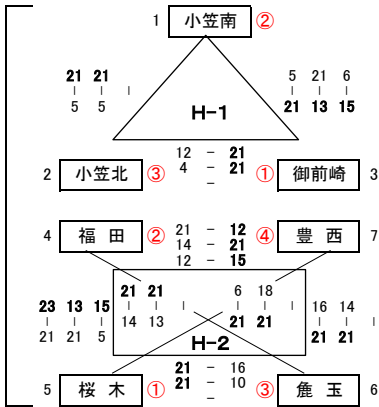 1 小笠南 ②
21 21 5 21 6
| | | | | |
5 5 21 13 15
H-1
12 - 21
4 - 21
-
2 小笠北 ③ ① 御前崎 3
4 福 田 ② 21 - 12 ④ 豊 西 7
14 - 21
12 - 15
23 13 15 21 21 6 18 16 14
| | | | | | | | | | | |
21 21 5 14 13 21 21 21 21
H-2
21 - 16
21 - 10
-
5 桜 木 ① ③ 麁 玉 6